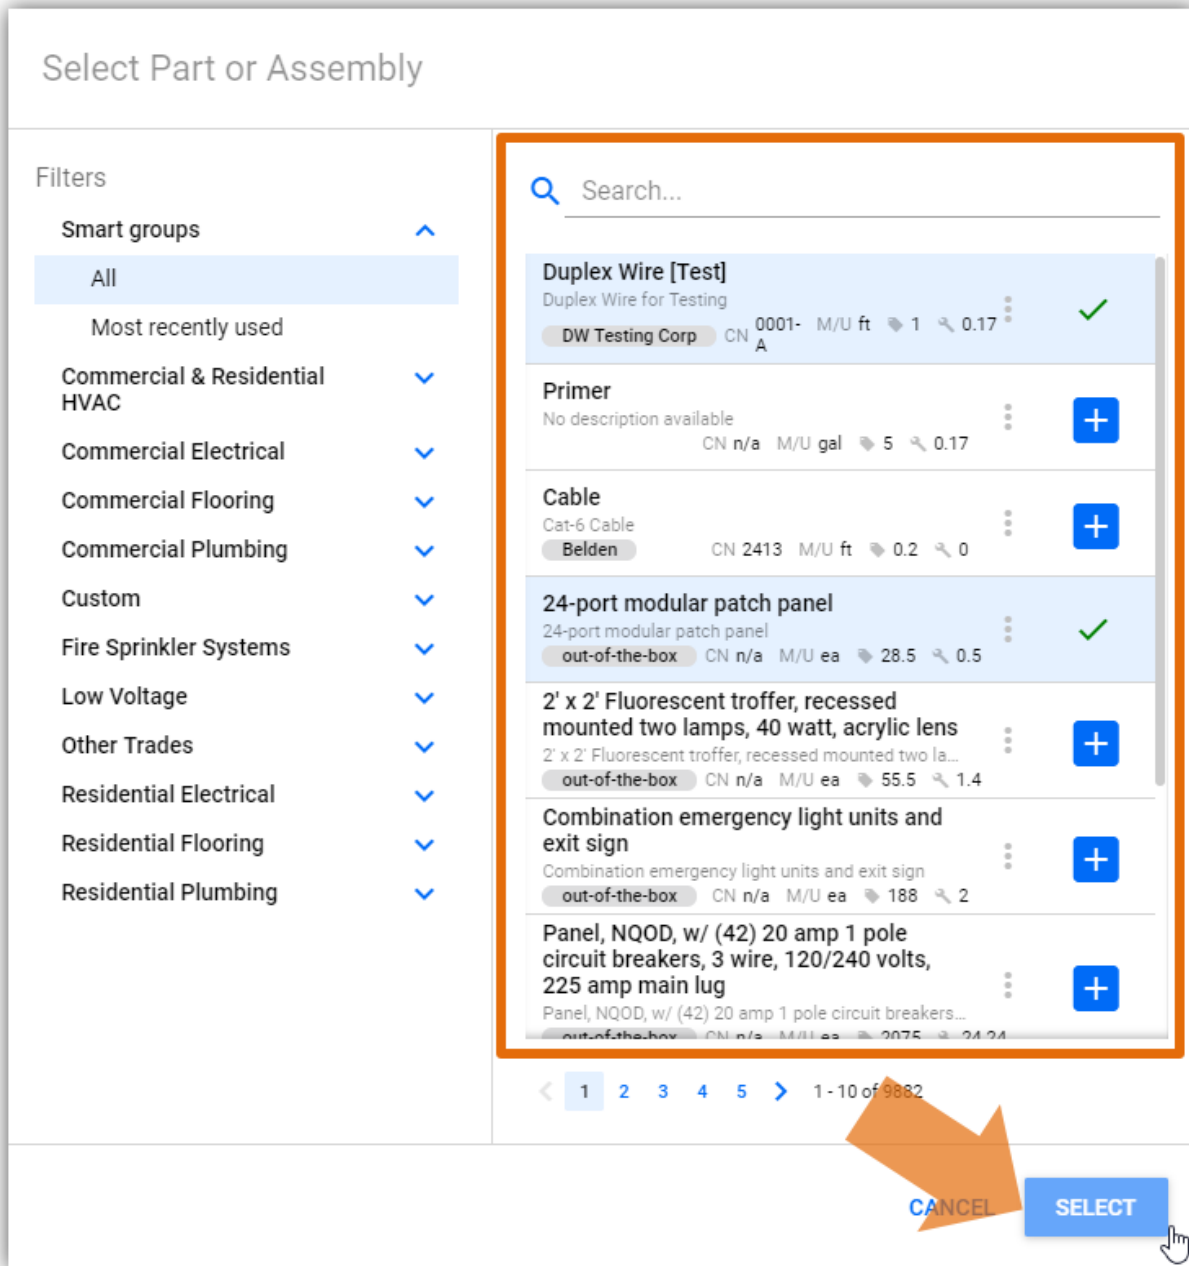 Select Part or Assembly
Filters
Smart groups
All
Most recently used
Commercial & Residential
HVAC
Commercial Electrical
Commercial Flooring
Commercial Plumbing
Custom
Fire Sprinkler Systems
Low Voltage
Other Trades
Residential Electrical
Residential Flooring
Residential Plumbing
Search...
Duplex Wire [Test]
Duplex Wire for Testing
DW Testing Corp CN 0001-A M/U ft 1 0.17
Primer
No description available
CN n/a M/U gal 5 0.17
Cable
Cat-6 Cable
Belden CN 2413 M/U ft 0.2 0
24-port modular patch panel
24-port modular patch panel
out-of-the-box CN n/a M/U ea 28.5 0.5
2' x 2' Fluorescent troffer, recessed
mounted two lamps, 40 watt, acrylic lens
2' x 2' Fluorescent troffer, recessed mounted two la...
out-of-the-box CN n/a M/U ea 55.5 1.4
Combination emergency light units and
exit sign
Combination emergency light units and exit sign
out-of-the-box CN n/a M/U ea 188 2
Panel, NQOD, w/ (42) 20 amp 1 pole
circuit breakers, 3 wire, 120/240 volts,
225 amp main lug
Panel, NQOD, w/ (42) 20 amp 1 pole circuit breakers...
out-of-the-box CN n/a M/U ea 2075 24.24
1 2 3 4 5 1 - 10 of 9882
CANCEL SELECT